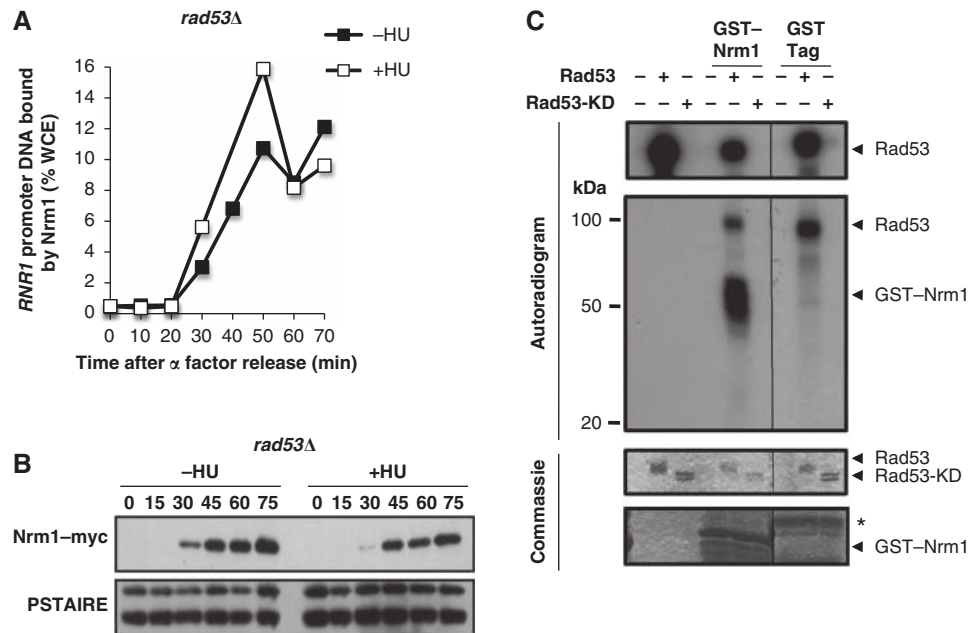 A
rad53Δ
–HU
+HU
RNR1 promoter DNA bound
by Nrm1 (% WCE)
16
14
12
10
8
6
4
2
0
0 10 20 30 40 50 60 70
Time after α factor release (min)
B
rad53Δ
–HU +HU
0 15 30 45 60 75 0 15 30 45 60 75
Nrm1–myc
PSTAIRE
C
GST–
Nrm1
GST
Tag
Rad53 – + – – + – – + –
Rad53-KD – – + – – + – – +
Rad53
kDa
100
50
20
Rad53
GST–Nrm1
Autoradiogram
Commassie
Rad53
Rad53-KD
*
GST–Nrm1